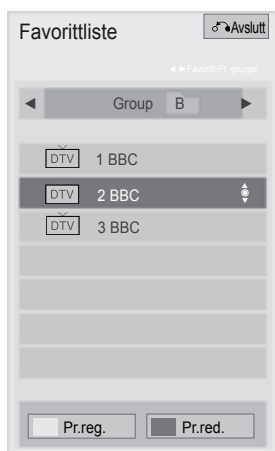 Favorittliste
Avslutt
◄ ► Favoritt-Pr. gruppe
◄ Group B ►
DTV 1 BBC
DTV 2 BBC
DTV 3 BBC
Pr.reg. Pr.red.